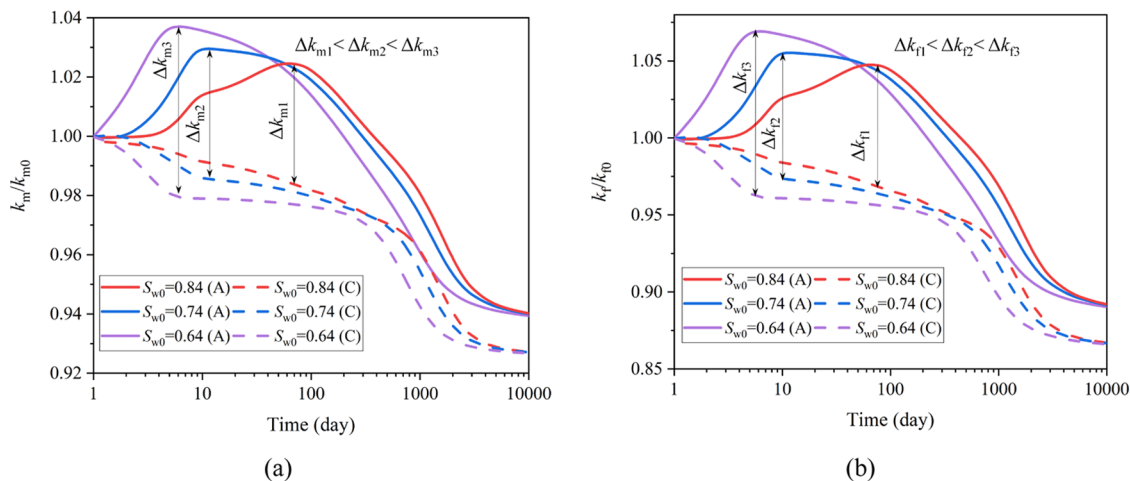 (a)
1.04
1.02
1.00
0.98
0.96
0.94
0.92
km/km0
Δkm1< Δkm2< Δkm3
Δkm3
Δkm2
Δkm1
Sw0=0.84 (A) Sw0=0.84 (C)
Sw0=0.74 (A) Sw0=0.74 (C)
Sw0=0.64 (A) Sw0=0.64 (C)
1 10 100 1000 10000
Time (day)
(a)
(b)
1.05
1.00
0.95
0.90
0.85
kf/kf0
Δkf1< Δkf2< Δkf3
Δkf3
Δkf2
Δkf1
Sw0=0.84 (A) Sw0=0.84 (C)
Sw0=0.74 (A) Sw0=0.74 (C)
Sw0=0.64 (A) Sw0=0.64 (C)
1 10 100 1000 10000
Time (day)
(b)